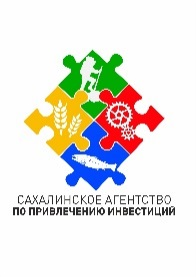 САХАЛИНСКОЕ АГЕНТСТВО
ПО ПРИВЛЕЧЕНИЮ ИНВЕСТИЦИЙ